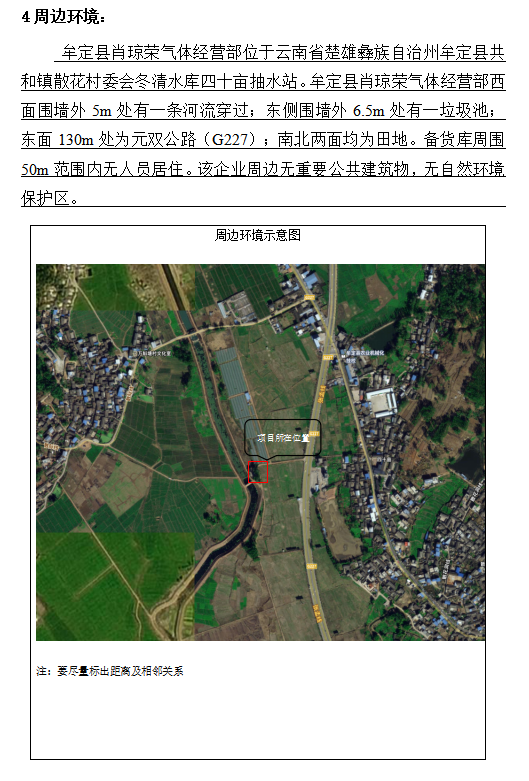 4 周边环境：
牟定县肖琼荣气体经营部位于云南省楚雄彝族自治州牟定县共
和镇散花村委会冬清水库四十亩抽水站。牟定县肖琼荣气体经营部西
面围墙外 5m 处有一条河流穿过；东侧围墙外 6.5m 处有一垃圾池；
东面 130m 处为元双公路（G227）；南北两面均为田地。备货库周围
50m 范围内无人员居住。该企业周边无重要公共建筑物，无自然环境
保护区。
周边环境示意图
项目所在位置
注：要尽量标出距离及相邻关系